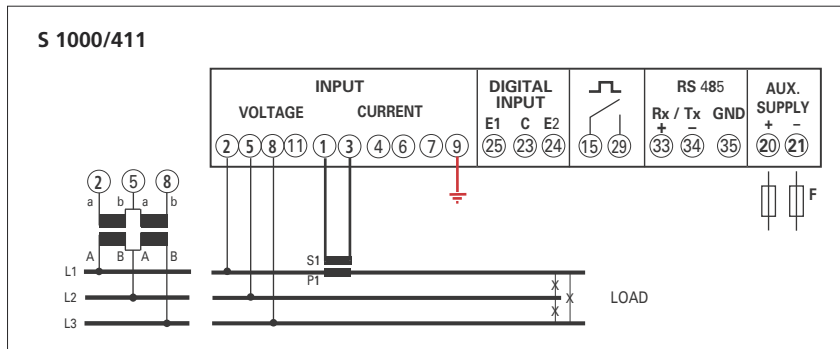 S 1000/411
INPUT
VOLTAGE CURRENT
2 5 8 11 1 3 4 6 7 9
DIGITAL
INPUT
E1 C E2
25 23 24
15 29
RS 485
Rx / Tx GND
+ –
33 34 35
AUX.
SUPPLY
+ –
20 21
F
2 5 8
a b a b
A B A B
S1
P1
L1
L2
L3
X
X
X
LOAD